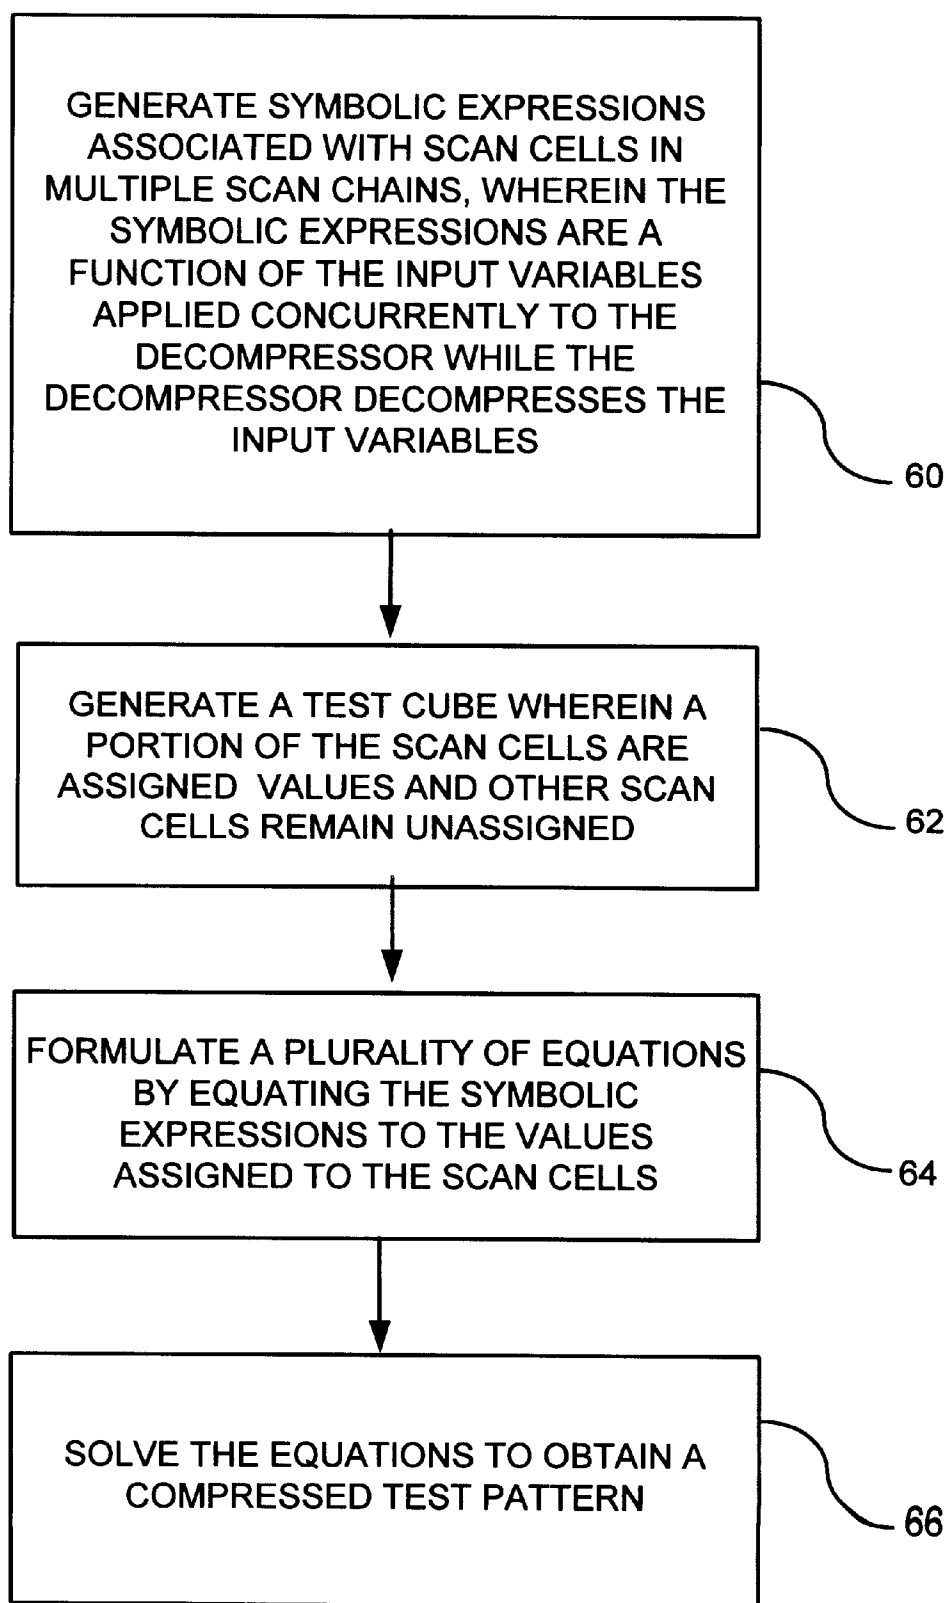 GENERATE SYMBOLIC EXPRESSIONS
ASSOCIATED WITH SCAN CELLS IN
MULTIPLE SCAN CHAINS, WHEREIN THE
SYMBOLIC EXPRESSIONS ARE A
FUNCTION OF THE INPUT VARIABLES
APPLIED CONCURRENTLY TO THE
DECOMPRESSOR WHILE THE
DECOMPRESSOR DECOMPRESSES THE
INPUT VARIABLES
60
GENERATE A TEST CUBE WHEREIN A
PORTION OF THE SCAN CELLS ARE
ASSIGNED VALUES AND OTHER SCAN
CELLS REMAIN UNASSIGNED
62
FORMULATE A PLURALITY OF EQUATIONS
BY EQUATING THE SYMBOLIC
EXPRESSIONS TO THE VALUES
ASSIGNED TO THE SCAN CELLS
64
SOLVE THE EQUATIONS TO OBTAIN A
COMPRESSED TEST PATTERN
66